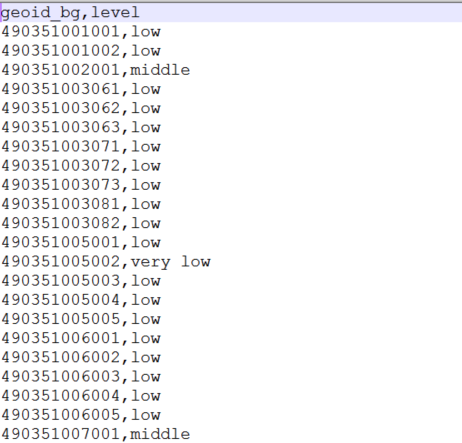 geoid_bg,level
490351001001,low
490351001002,low
490351002001,middle
490351003061,low
490351003062,low
490351003063,low
490351003071,low
490351003072,low
490351003073,low
490351003081,low
490351003082,low
490351005001,low
490351005002,very low
490351005003,low
490351005004,low
490351005005,low
490351006001,low
490351006002,low
490351006003,low
490351006004,low
490351006005,low
490351007001,middle